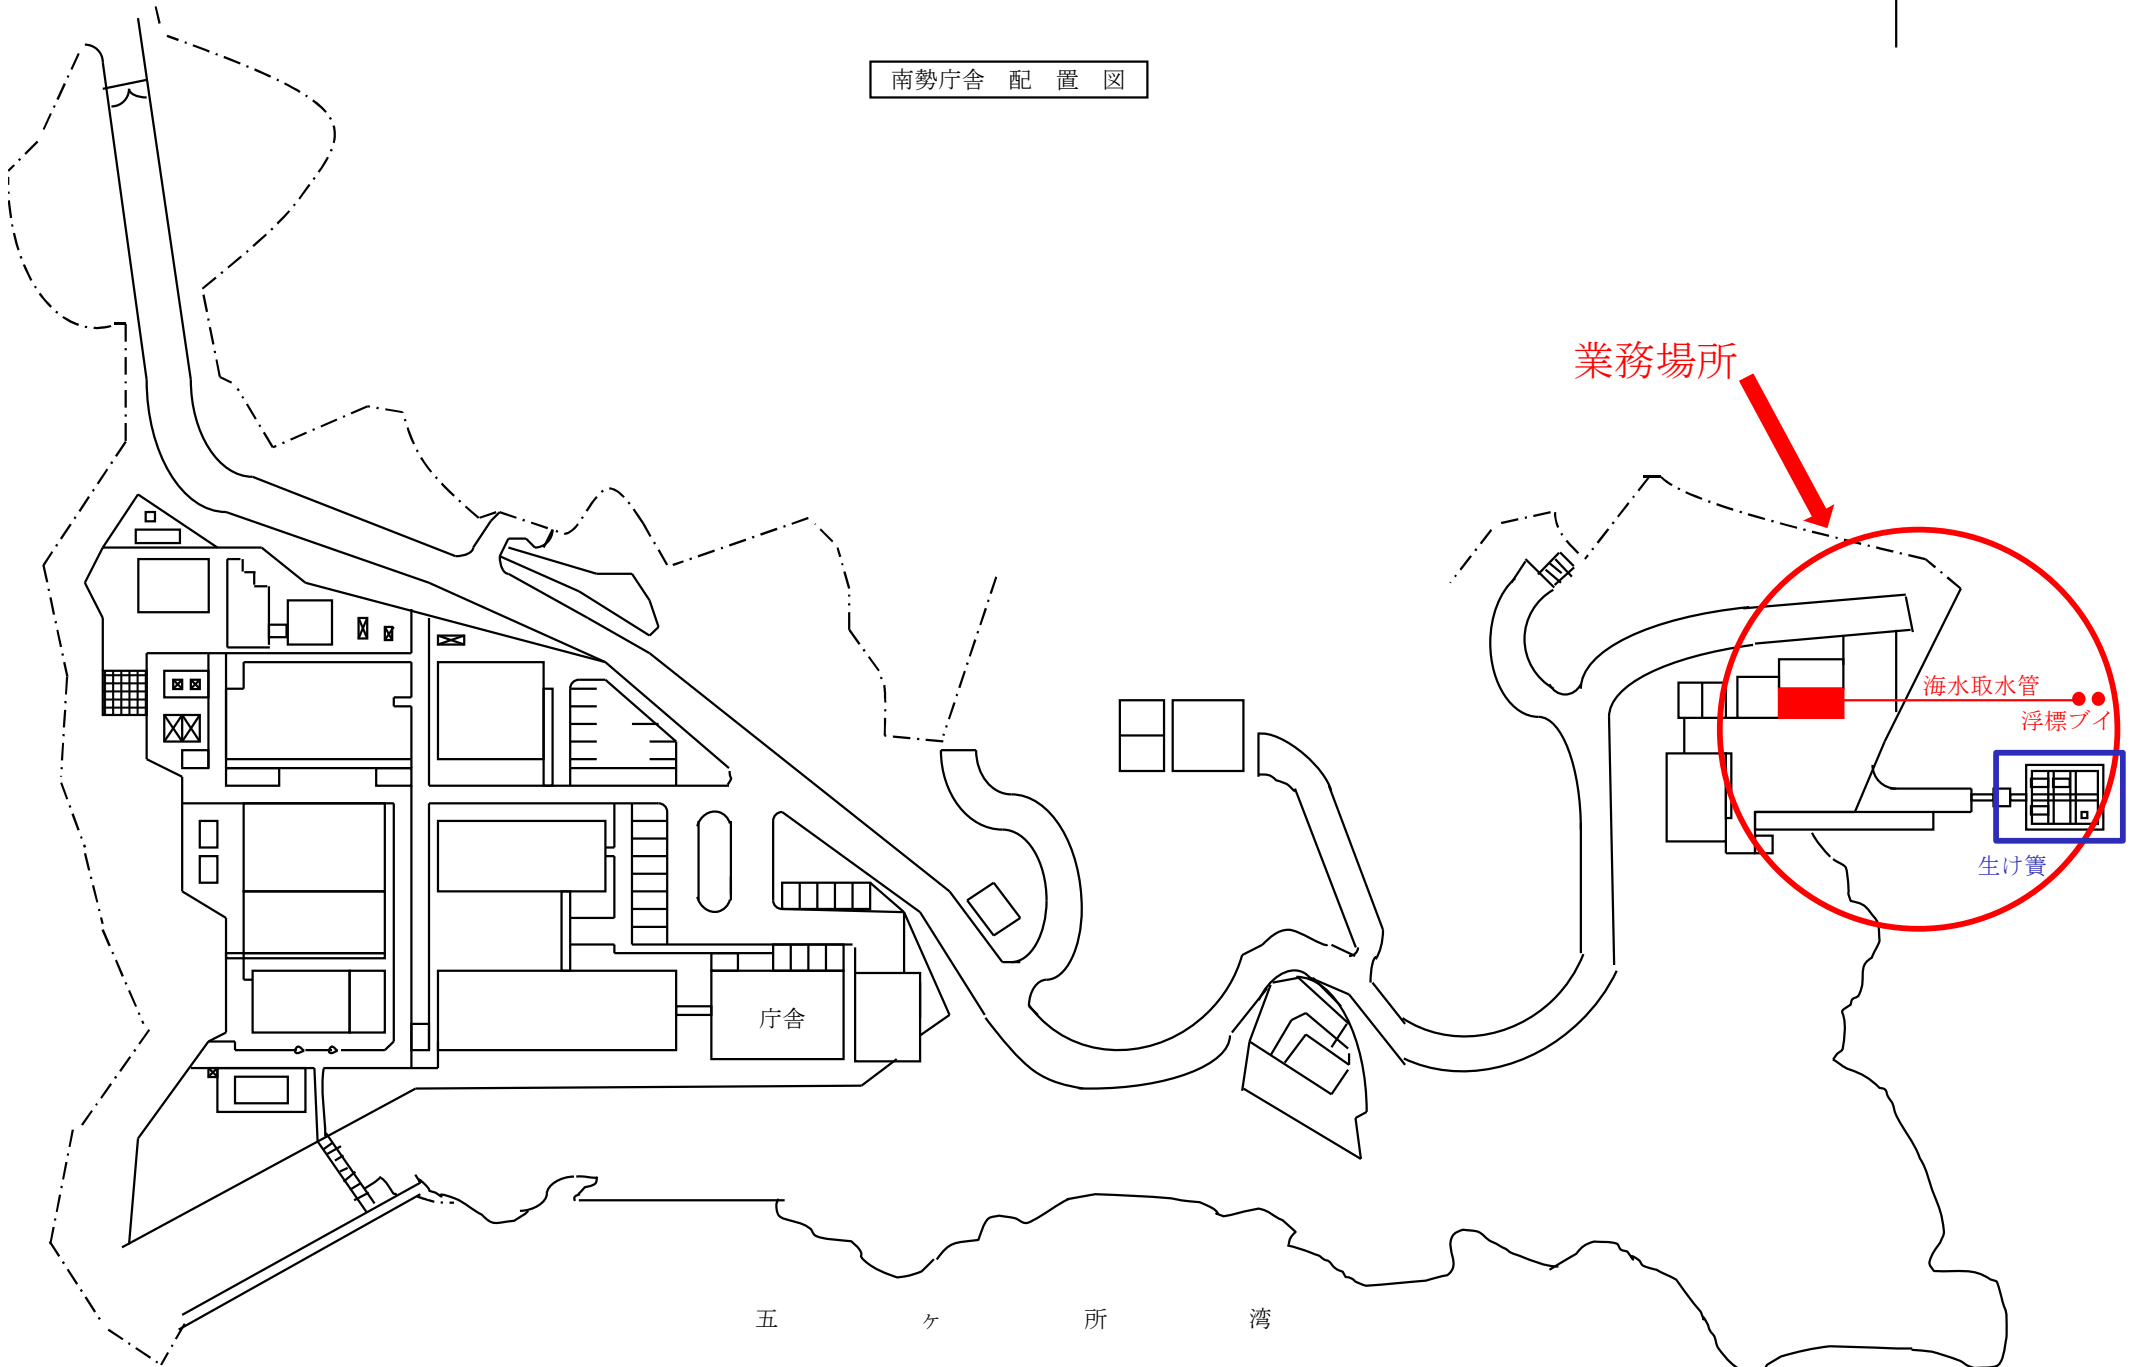 南勢庁舎　配　置　図
業務場所
海水取水管
浮標ブイ
生け簀
庁舎
五　ヶ　所　湾